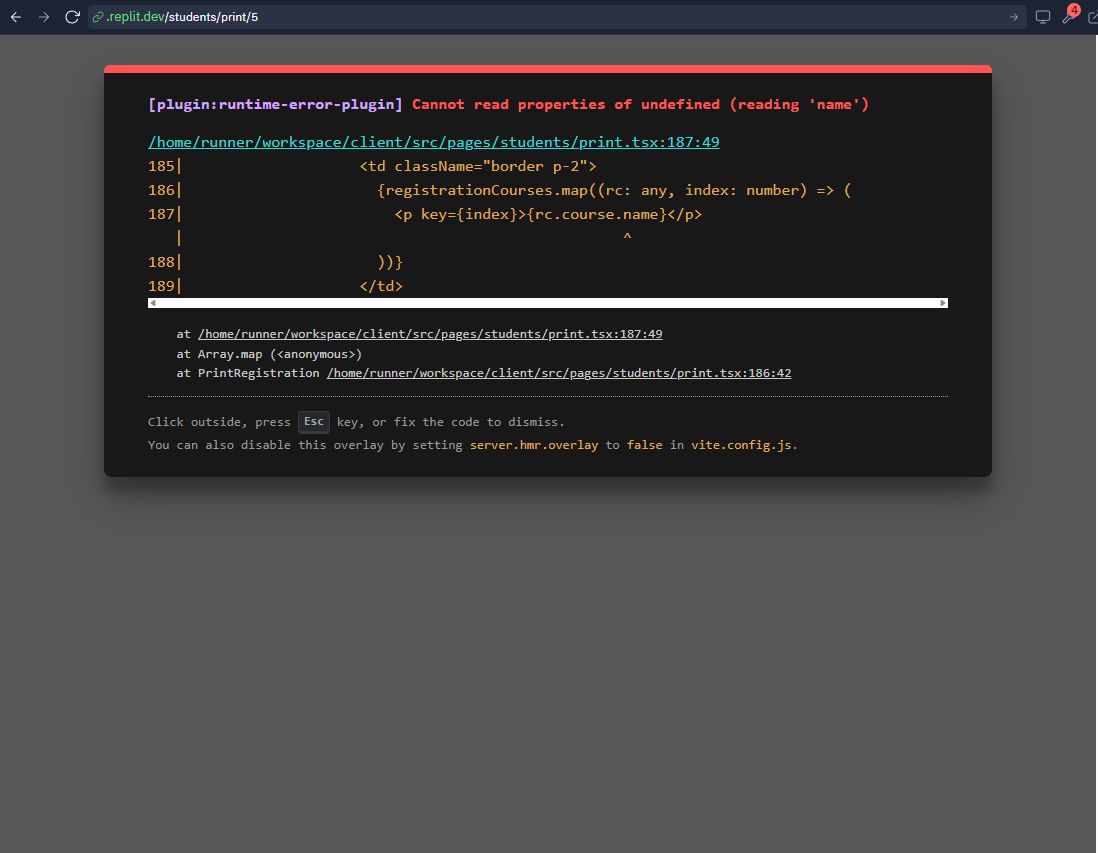 .replit.dev/students/print/5
4
[plugin:runtime-error-plugin] Cannot read properties of undefined (reading 'name')
/home/runner/workspace/client/src/pages/students/print.tsx:187:49
185|                    <td className="border p-2">
186|                      {registrationCourses.map((rc: any, index: number) => (
187|                        <p key={index}>{rc.course.name}</p>
   |                                                  ^
188|                      ))}
189|                    </td>
at /home/runner/workspace/client/src/pages/students/print.tsx:187:49
at Array.map (<anonymous>)
at PrintRegistration /home/runner/workspace/client/src/pages/students/print.tsx:186:42
Click outside, press Esc key, or fix the code to dismiss.
You can also disable this overlay by setting server.hmr.overlay to false in vite.config.js.